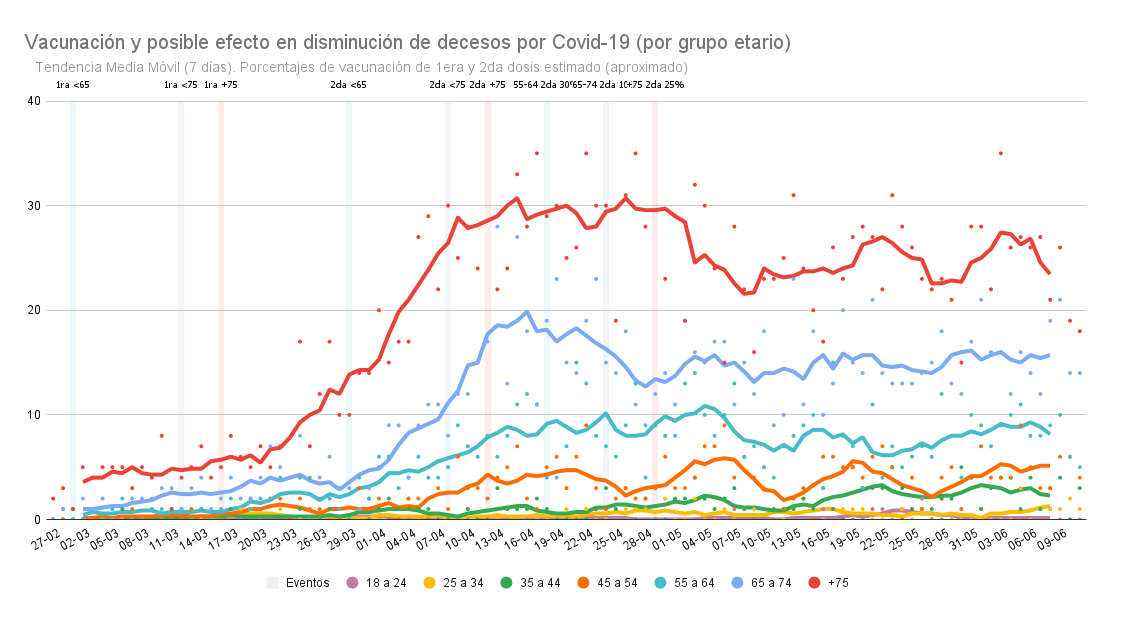 Vacunación y posible efecto en disminución de decesos por Covid-19 (por grupo etario)
Tendencia Media Móvil (7 días). Porcentajes de vacunación de 1era y 2da dosis estimado (aproximado)
1ra <65 1ra <75 1ra +75 2da <65 2da <75 2da +75 55-64 2da 30% 65-74 2da +75 2da 25%
40
30
20
10
0
27-02 02-03 05-03 08-03 11-03 14-03 17-03 20-03 23-03 26-03 29-03 01-04 04-04 07-04 10-04 13-04 16-04 19-04 22-04 25-04 28-04 01-05 04-05 07-05 10-05 13-05 16-05 19-05 22-05 25-05 28-05 31-05 03-06 06-06 09-06
Eventos 18 a 24 25 a 34 35 a 44 45 a 54 55 a 64 65 a 74 +75